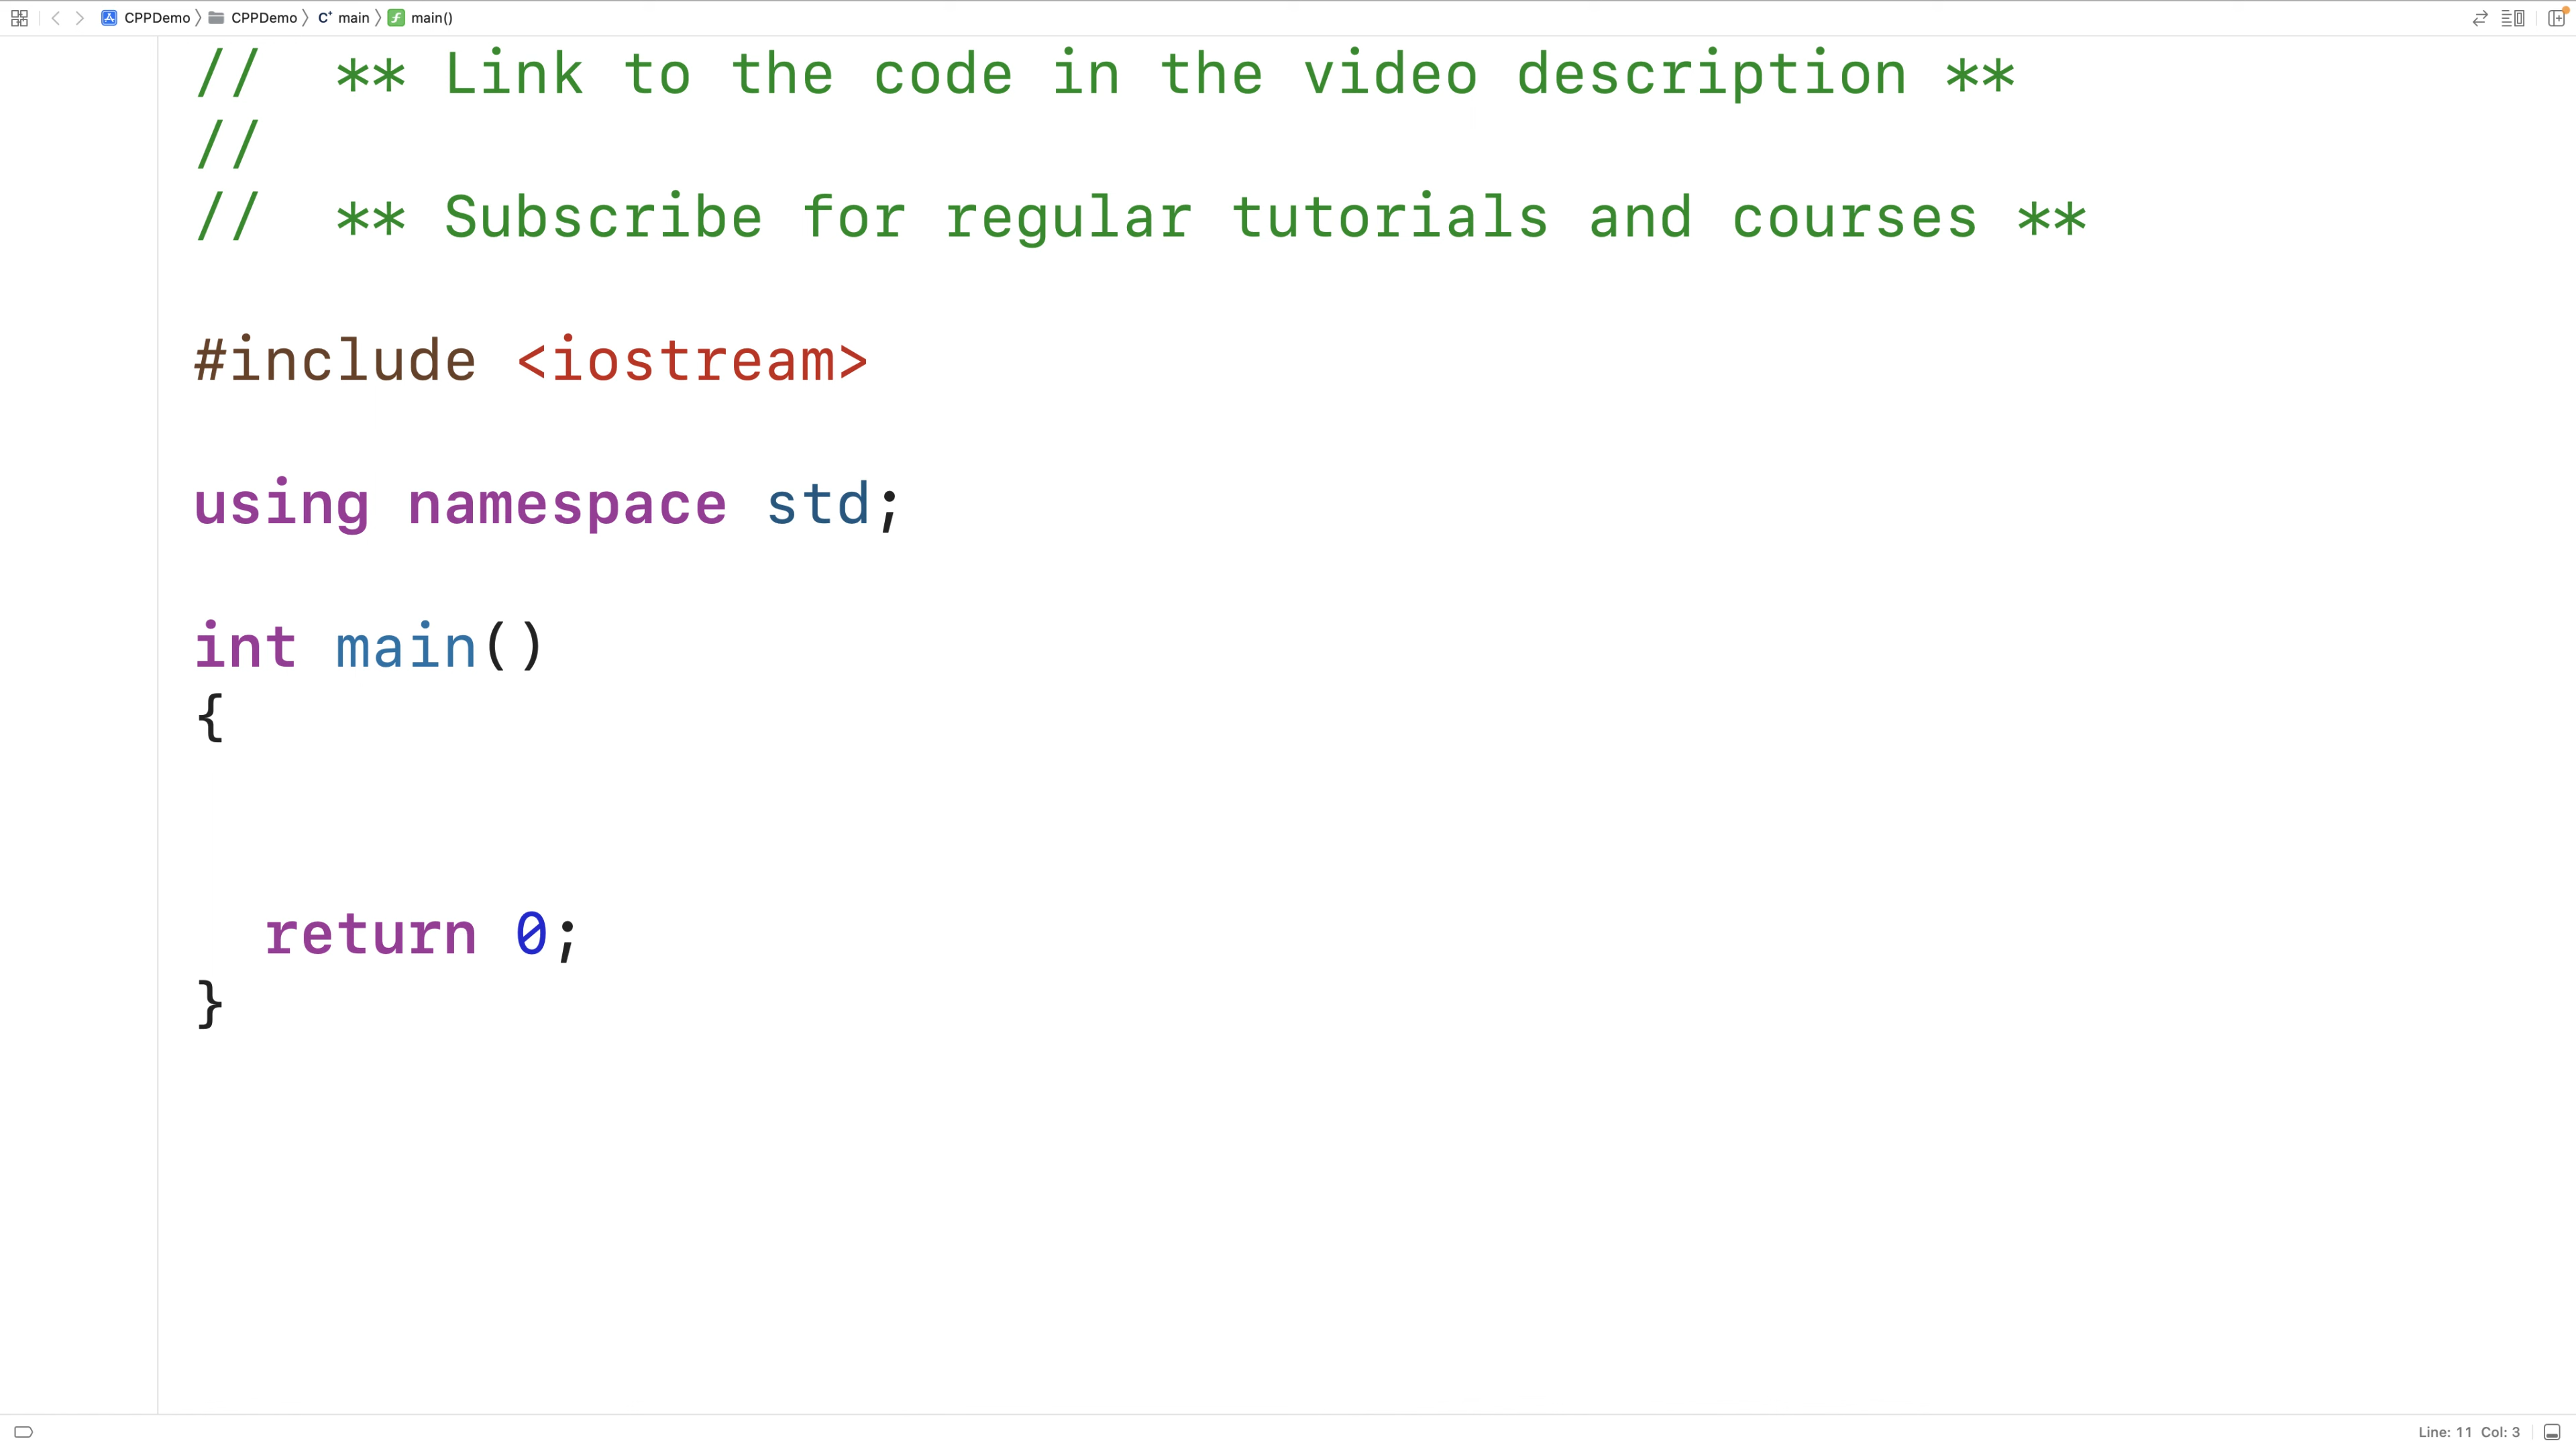 CPPDemo CPPDemo C+ main f main()
// ** Link to the code in the video description **
//
// ** Subscribe for regular tutorials and courses **
#include <iostream>
using namespace std;
int main()
{
return 0;
}
Line: 11 Col: 3